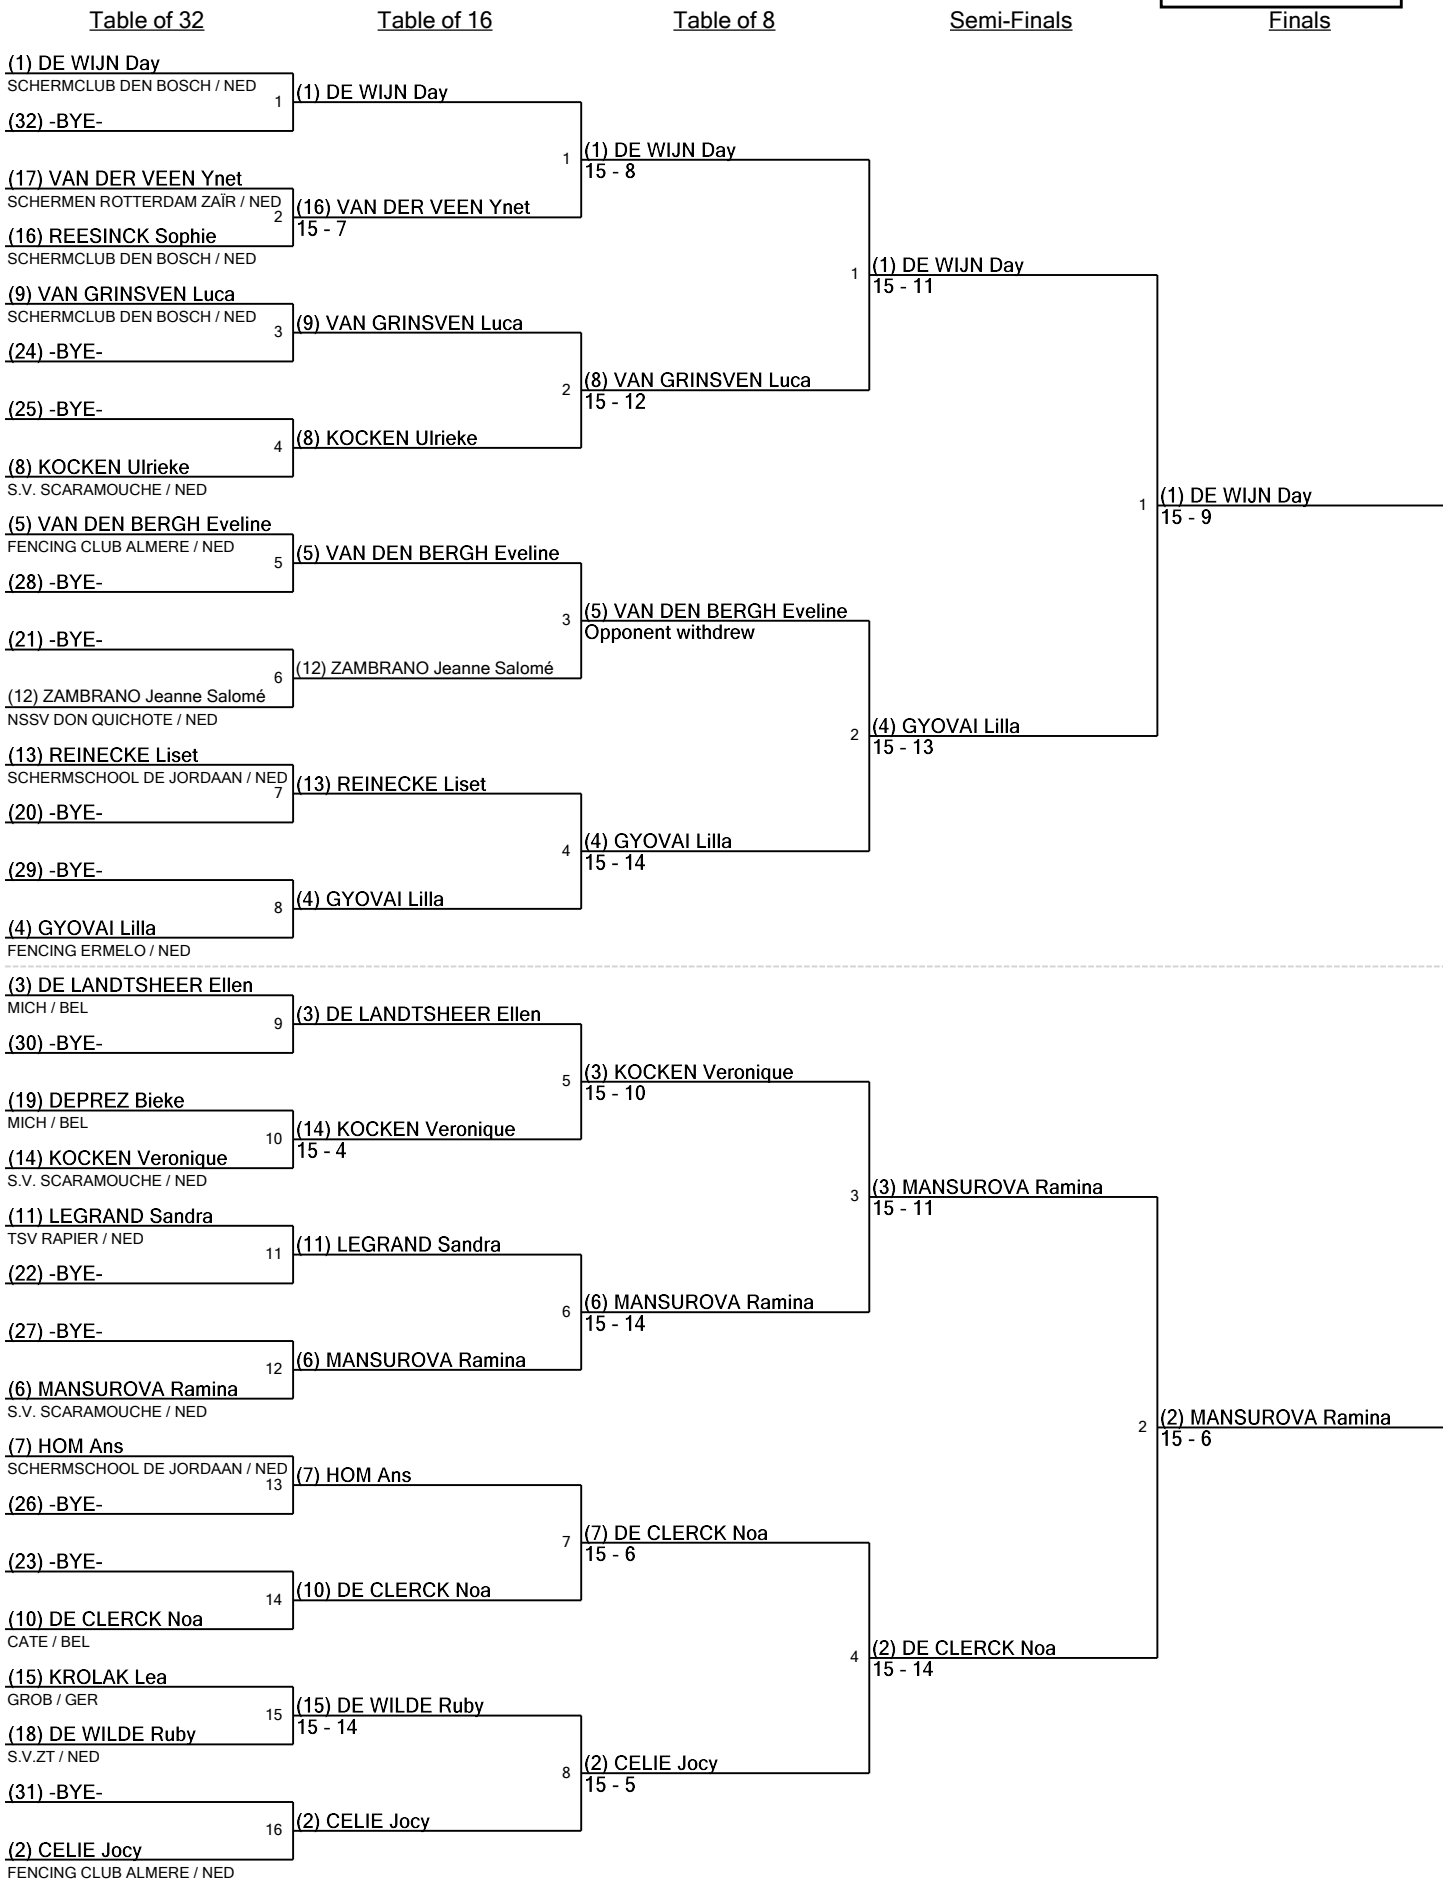 Table of 32
Table of 16
Table of 8
Semi-Finals
Finals
(1) DE WIJN Day
SCHERMCLUB DEN BOSCH / NED
1
(32) -BYE-
(17) VAN DER VEEN Ynet
SCHERMEN ROTTERDAM ZAÏR / NED
2
(16) REESINCK Sophie
SCHERMCLUB DEN BOSCH / NED
(9) VAN GRINSVEN Luca
SCHERMCLUB DEN BOSCH / NED
3
(24) -BYE-
(25) -BYE-
4
(8) KOCKEN Ulrieke
S.V. SCARAMOUCHE / NED
(5) VAN DEN BERGH Eveline
FENCING CLUB ALMERE / NED
5
(28) -BYE-
(21) -BYE-
6
(12) ZAMBRANO Jeanne Salomé
NSSV DON QUICHOTE / NED
(13) REINECKE Liset
SCHERMSCHOOL DE JORDAAN / NED
7
(20) -BYE-
(29) -BYE-
8
(4) GYOVAI Lilla
FENCING ERMELO / NED
(3) DE LANDTSHEER Ellen
MICH / BEL
9
(30) -BYE-
(19) DEPREZ Bieke
MICH / BEL
10
(14) KOCKEN Veronique
S.V. SCARAMOUCHE / NED
(11) LEGRAND Sandra
TSV RAPIER / NED
11
(22) -BYE-
(27) -BYE-
12
(6) MANSUROVA Ramina
S.V. SCARAMOUCHE / NED
(7) HOM Ans
SCHERMSCHOOL DE JORDAAN / NED
13
(26) -BYE-
(23) -BYE-
14
(10) DE CLERCK Noa
CATE / BEL
(15) KROLAK Lea
GROB / GER
15
(18) DE WILDE Ruby
S.V.ZT / NED
(31) -BYE-
16
(2) CELIE Jocy
FENCING CLUB ALMERE / NED
(1) DE WIJN Day
1
(16) VAN DER VEEN Ynet
15 - 7
(9) VAN GRINSVEN Luca
2
(8) KOCKEN Ulrieke
(5) VAN DEN BERGH Eveline
3
(12) ZAMBRANO Jeanne Salomé
(13) REINECKE Liset
4
(4) GYOVAI Lilla
(3) DE LANDTSHEER Ellen
5
(14) KOCKEN Veronique
15 - 4
(11) LEGRAND Sandra
6
(6) MANSUROVA Ramina
(7) HOM Ans
7
(10) DE CLERCK Noa
(15) DE WILDE Ruby
15 - 14
8
(2) CELIE Jocy
(1) DE WIJN Day
15 - 8
1
(8) VAN GRINSVEN Luca
15 - 12
(5) VAN DEN BERGH Eveline
Opponent withdrew
2
(4) GYOVAI Lilla
15 - 14
(3) KOCKEN Veronique
15 - 10
3
(6) MANSUROVA Ramina
15 - 14
(7) DE CLERCK Noa
15 - 6
4
(2) CELIE Jocy
15 - 5
(1) DE WIJN Day
15 - 11
1
(4) GYOVAI Lilla
15 - 13
(3) MANSUROVA Ramina
15 - 11
2
(2) DE CLERCK Noa
15 - 14
(1) DE WIJN Day
15 - 9
(2) MANSUROVA Ramina
15 - 6